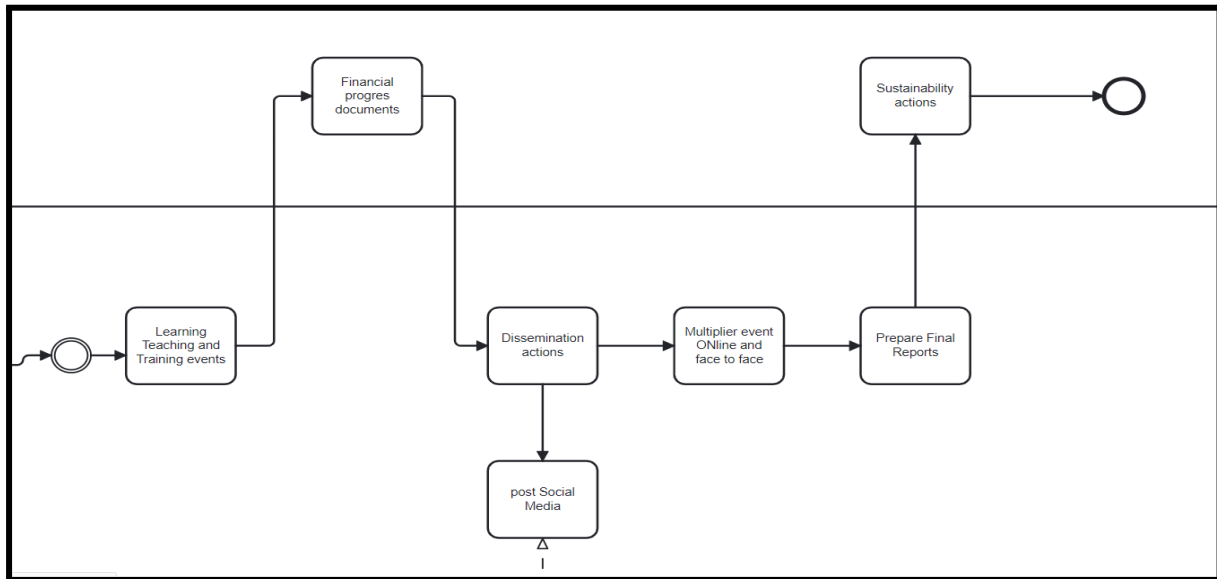 Financial
progres
documents
Sustainability
actions
Learning
Teaching and
Training events
Dissemination
actions
Multiplier event
ONline and
face to face
Prepare Final
Reports
post Social
Media